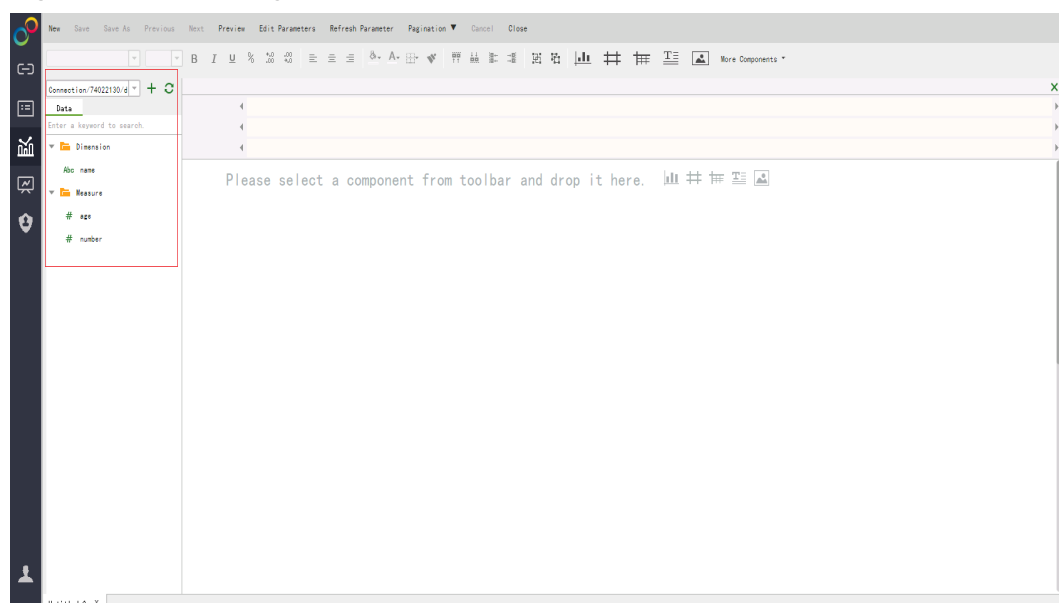 New Save Save As Previous Next Preview Edit Parameters Refresh Parameter Pagination ▼ Cancel Close
B I U % More Components
Connection/74022130/d
Data
Enter a keyword to search.
Dimension
Abc name
Measure
# age
# number
Please select a component from toolbar and drop it here.